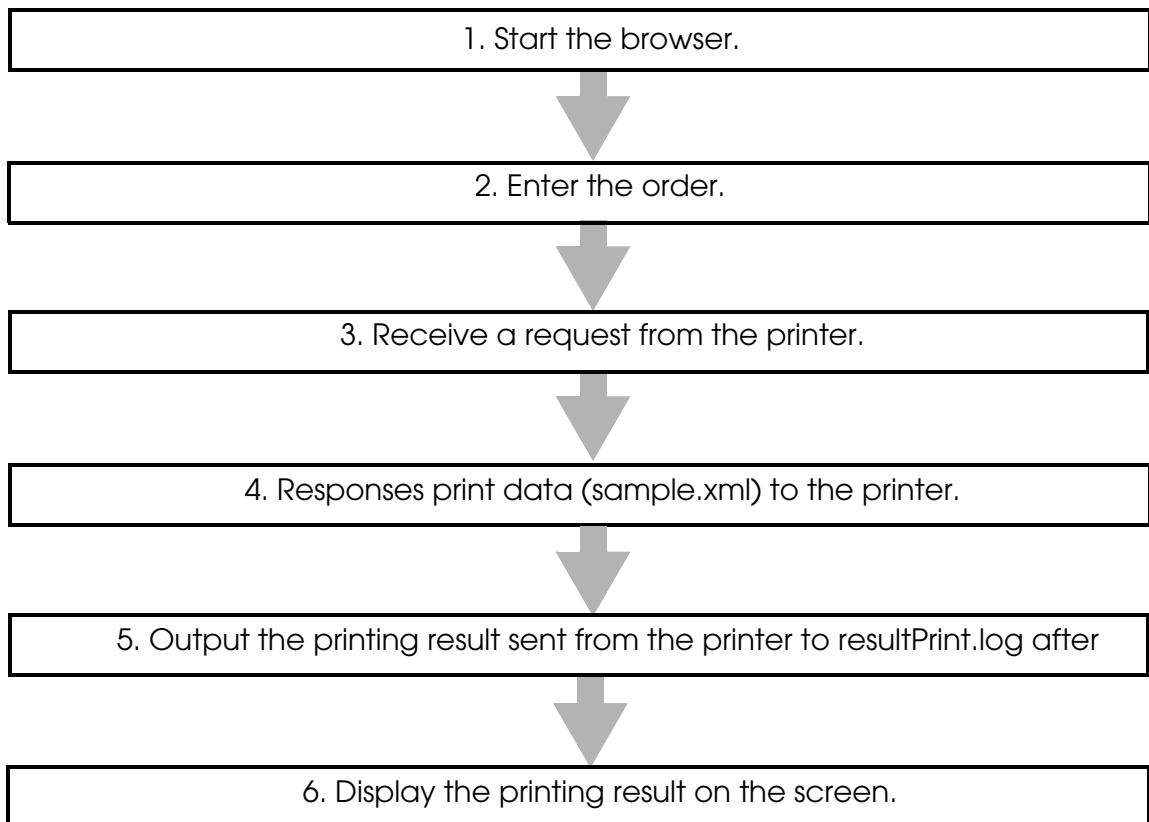 1. Start the browser.
2. Enter the order.
3. Receive a request from the printer.
4. Responses print data (sample.xml) to the printer.
5. Output the printing result sent from the printer to resultPrint.log after
6. Display the printing result on the screen.